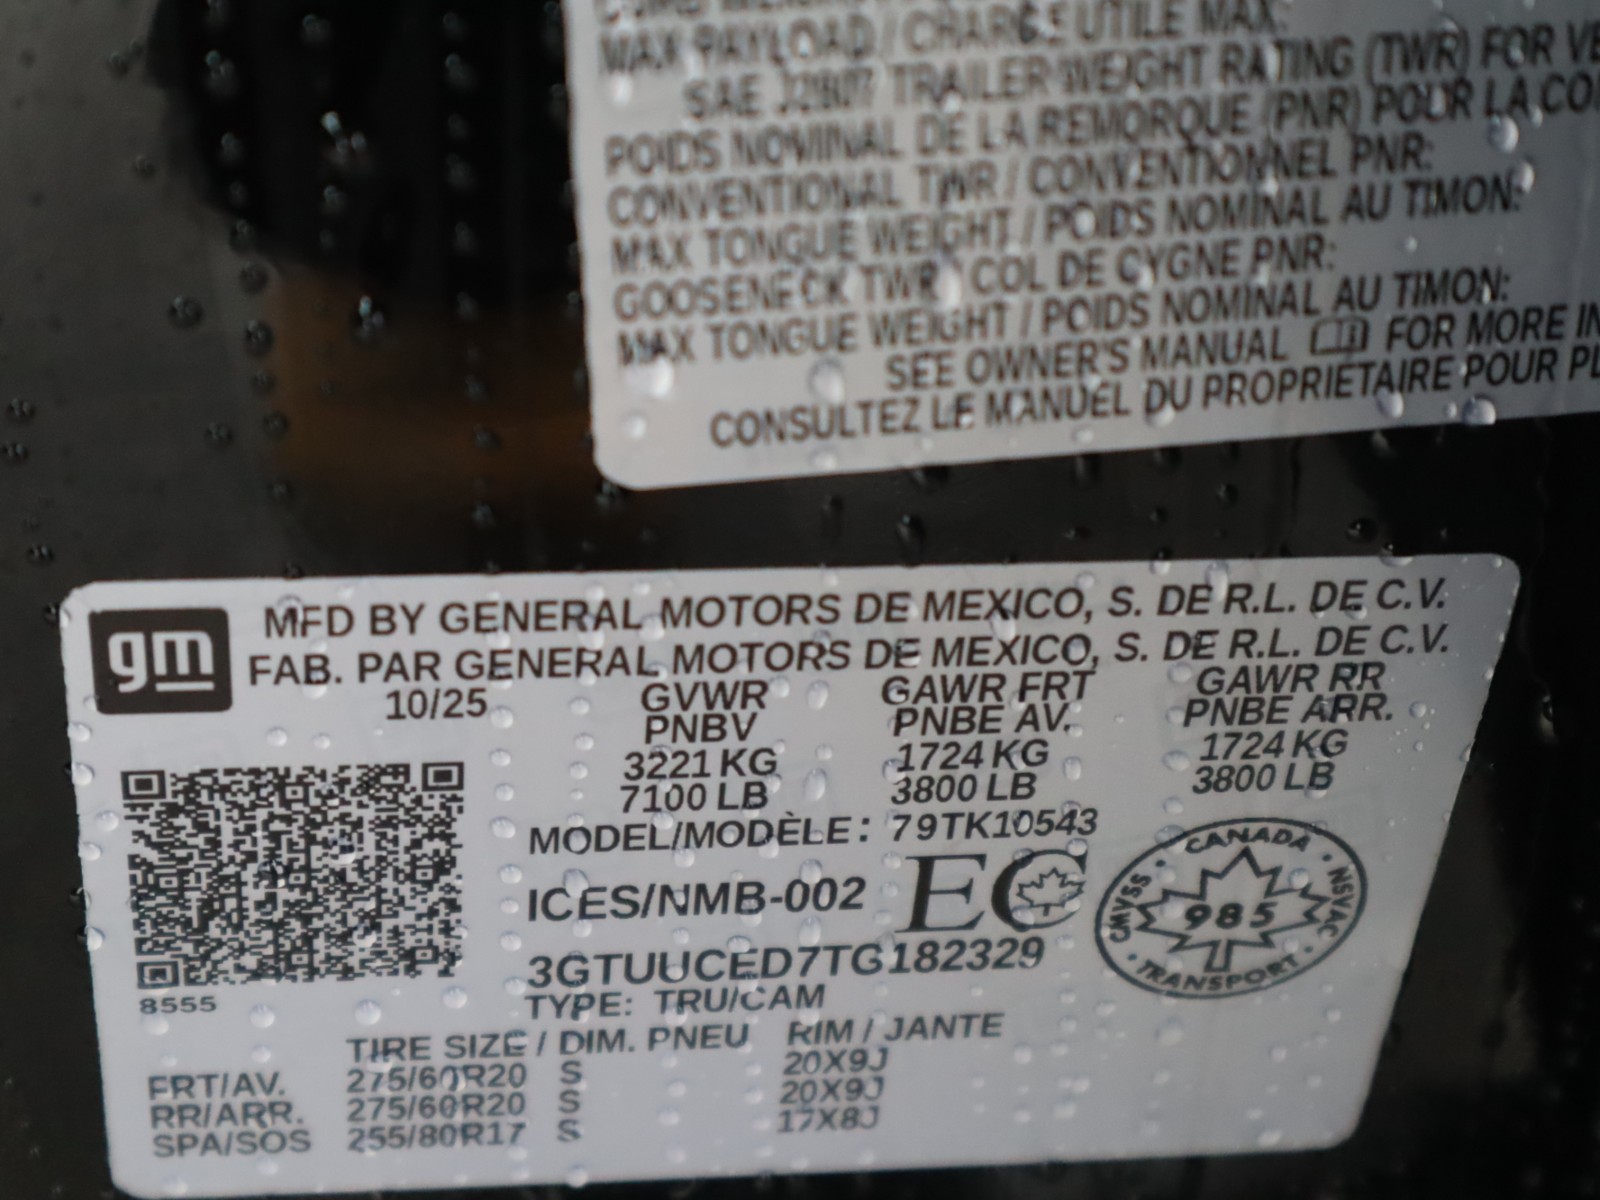 MAX PAYLOAD / CHARGE UTILE MAX:
SAE J2807 TRAILER WEIGHT RATING (TWR) FOR
POIDS NOMINAL DE LA REMORQUE (PNR) POUR LA
CONVENTIONAL TWR / CONVENTIONNEL PNR:
MAX TONGUE WEIGHT / POIDS NOMINAL AU TIMON:
GOOSENECK TWR / COL DE CYGNE PNR:
MAX TONGUE WEIGHT / POIDS NOMINAL AU TIMON:
SEE OWNER'S MANUAL FOR MORE
CONSULTEZ LE MANUEL DU PROPRIÉTAIRE POUR
gm
MFD BY GENERAL MOTORS DE MEXICO, S. DE R.L. DE C.V.
FAB. PAR GENERAL MOTORS DE MEXICO, S. DE R.L. DE C.V.
10/25 GVWR GAWR FRT GAWR RR
PNBV PNBE AV. PNBE ARR.
3221 KG 1724 KG 1724 KG
7100 LB 3800 LB 3800 LB
MODEL/MODÈLE: 79TK10543
ICES/NMB-002 EC
CANADA
CMVSS 985 NSVAC
TRANSPORT
3GTUUCED7TG182329
8555 TYPE: TRU/CAM
TIRE SIZE / DIM. PNEU RIM / JANTE
FRT/AV. 275/60R20 S 20X9J
RR/ARR. 275/60R20 S 20X9J
SPA/SOS 255/80R17 S 17X8J